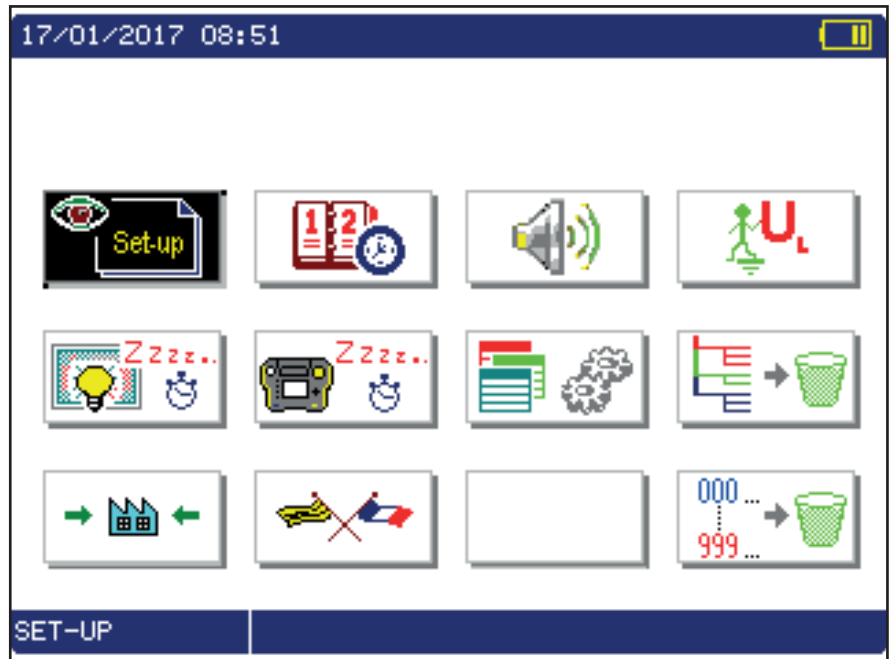 17/01/2017 08:51
Set-up
1 2
U L
Zzzz..
Zzzz..
F
000 ...
999 ...
SET-UP